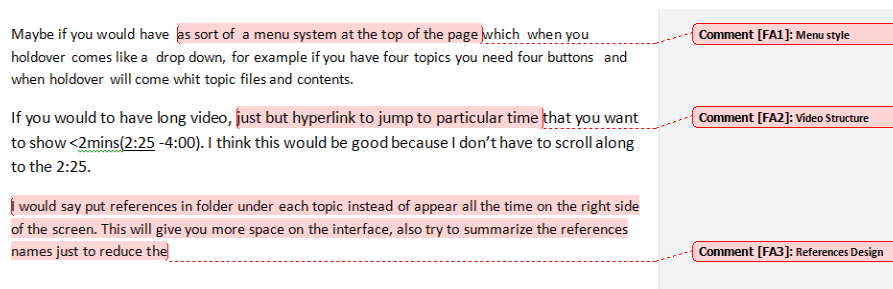 Maybe if you would have as sort of a menu system at the top of the page which when you
Comment [FA1]: Menu style
holdover comes like a drop down, for example if you have four topics you need four buttons and
when holdover will come whit topic files and contents.
If you would to have long video, just but hyperlink to jump to particular time that you want
Comment [FA2]: Video Structure
to show <2mins(2:25 -4:00). I think this would be good because I don't have to scroll along
to the 2:25.
I would say put references in folder under each topic instead of appear all the time on the right side
of the screen. This will give you more space on the interface, also try to summarize the references
names just to reduce the
Comment [FA3]: References Design